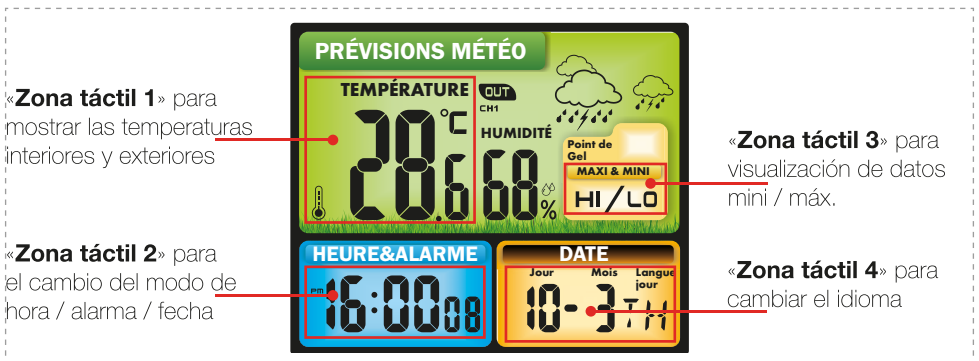 «Zona táctil 1» para
mostrar las temperaturas
interiores y exteriores
«Zona táctil 2» para
el cambio del modo de
hora / alarma / fecha
PRÉVISIONS MÉTÉO
TEMPÉRATURE OUT
CH1
28.6 °C
HUMIDITÉ
68 %
Point de
Gel
MAXI & MINI
HI/LO
HEURE&ALARME
PM 16:00 08
DATE
Jour Mois Langue
jour
10-3 TH
«Zona táctil 3» para
visualización de datos
mini / máx.
«Zona táctil 4» para
cambiar el idioma